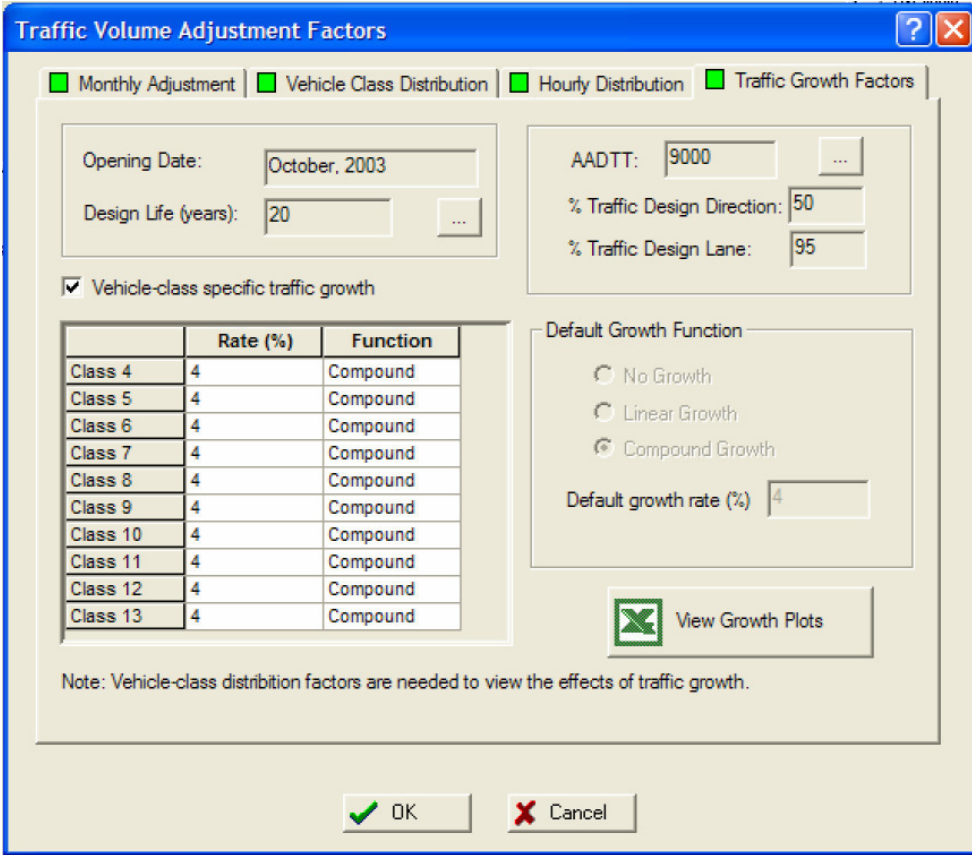 Traffic Volume Adjustment Factors
Monthly Adjustment Vehicle Class Distribution Hourly Distribution Traffic Growth Factors
Opening Date: October, 2003
Design Life (years): 20 ...
AADTT: 9000 ...
% Traffic Design Direction: 50
% Traffic Design Lane: 95
Vehicle-class specific traffic growth
Rate (%) Function
Class 4 4 Compound
Class 5 4 Compound
Class 6 4 Compound
Class 7 4 Compound
Class 8 4 Compound
Class 9 4 Compound
Class 10 4 Compound
Class 11 4 Compound
Class 12 4 Compound
Class 13 4 Compound
Default Growth Function
No Growth
Linear Growth
Compound Growth
Default growth rate (%) 4
View Growth Plots
Note: Vehicle-class distribition factors are needed to view the effects of traffic growth.
OK Cancel